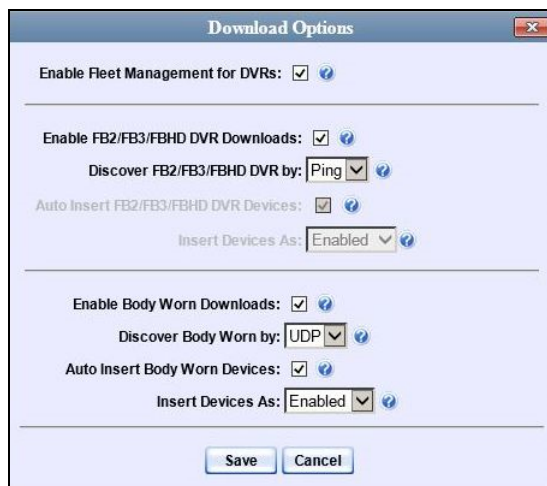 Download Options
Enable Fleet Management for DVRs:
Enable FB2/FB3/FBHD DVR Downloads:
Discover FB2/FB3/FBHD DVR by: Ping
Auto Insert FB2/FB3/FBHD DVR Devices:
Insert Devices As: Enabled
Enable Body Worn Downloads:
Discover Body Worn by: UDP
Auto Insert Body Worn Devices:
Insert Devices As: Enabled
Save Cancel